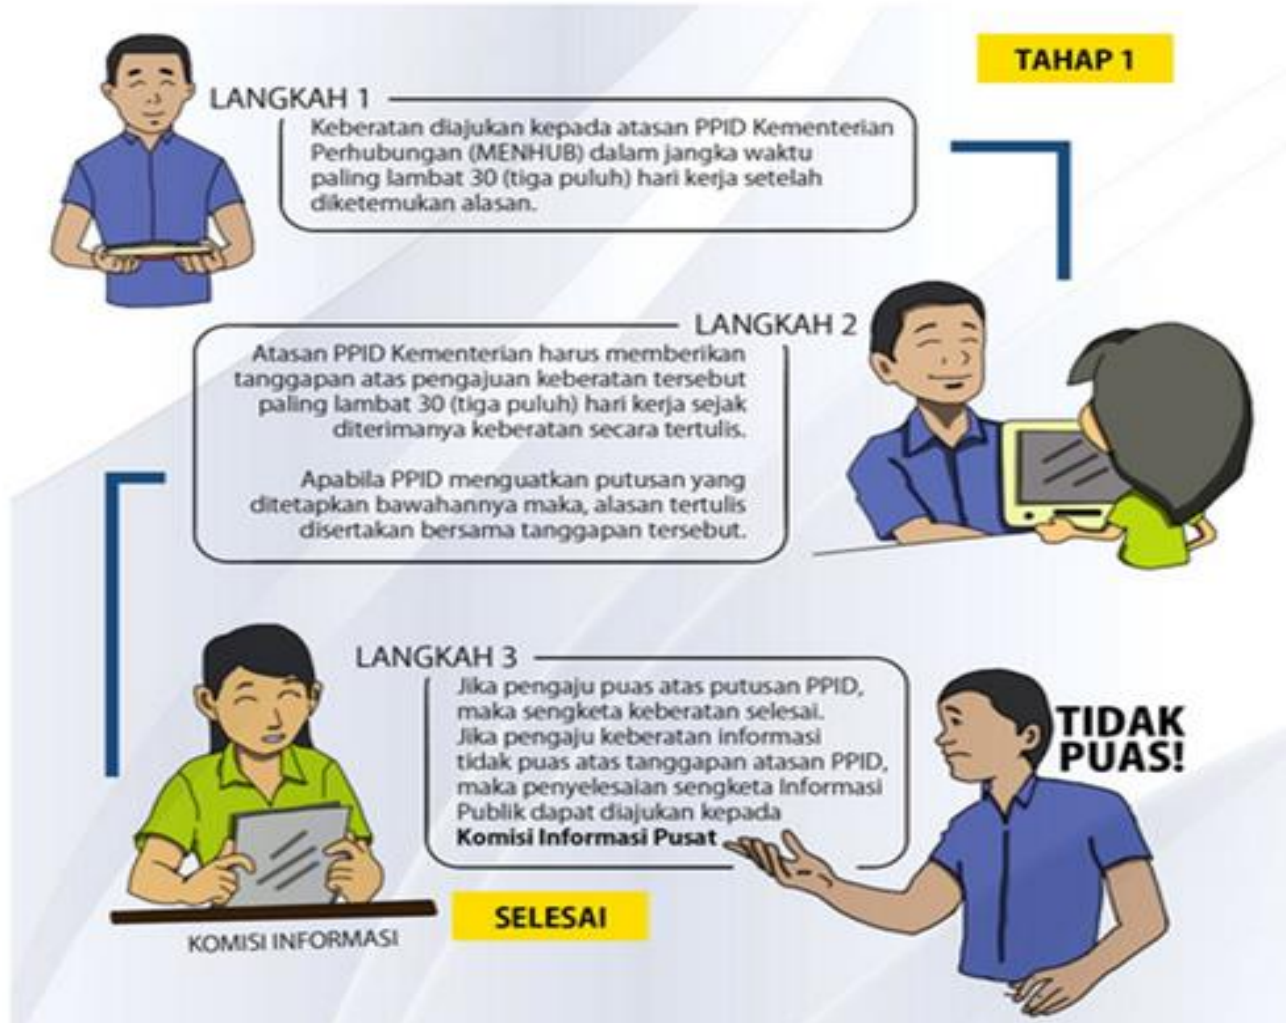 TAHAP 1
LANGKAH 1
Keberatan diajukan kepada atasan PPID Kementerian
Perhubungan (MENHUB) dalam jangka waktu
paling lambat 30 (tiga puluh) hari kerja setelah
diketemukan alasan.
LANGKAH 2
Atasan PPID Kementerian harus memberikan
tanggapan atas pengajuan keberatan tersebut
paling lambat 30 (tiga puluh) hari kerja sejak
diterimanya keberatan secara tertulis.
Apabila PPID menguatkan putusan yang
ditetapkan bawahannya maka, alasan tertulis
disertakan bersama tanggapan tersebut.
LANGKAH 3
Jika pengaju puas atas putusan PPID,
maka sengketa keberatan selesai.
Jika pengaju keberatan informasi
tidak puas atas tanggapan atasan PPID,
maka penyelesaian sengketa Informasi
Publik dapat diajukan kepada
Komisi Informasi Pusat
TIDAK
PUAS!
SELESAI
KOMISI INFORMASI